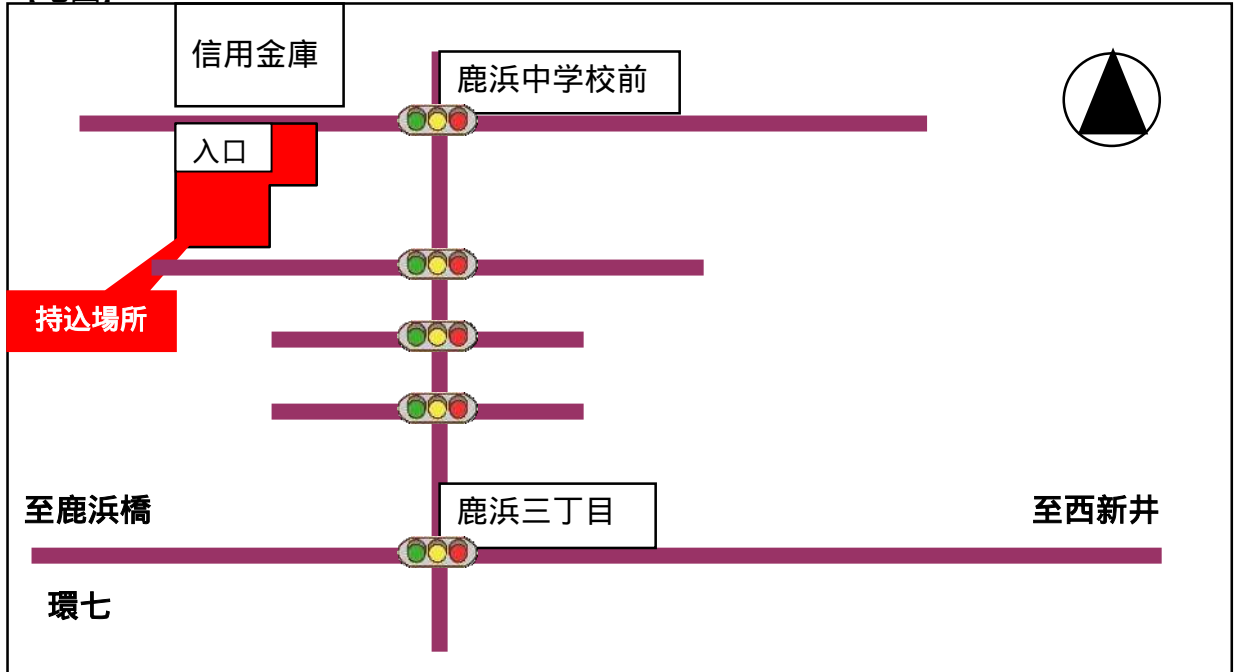 信用金庫
鹿浜中学校前
入口
持込場所
至鹿浜橋
鹿浜三丁目
至西新井
環七